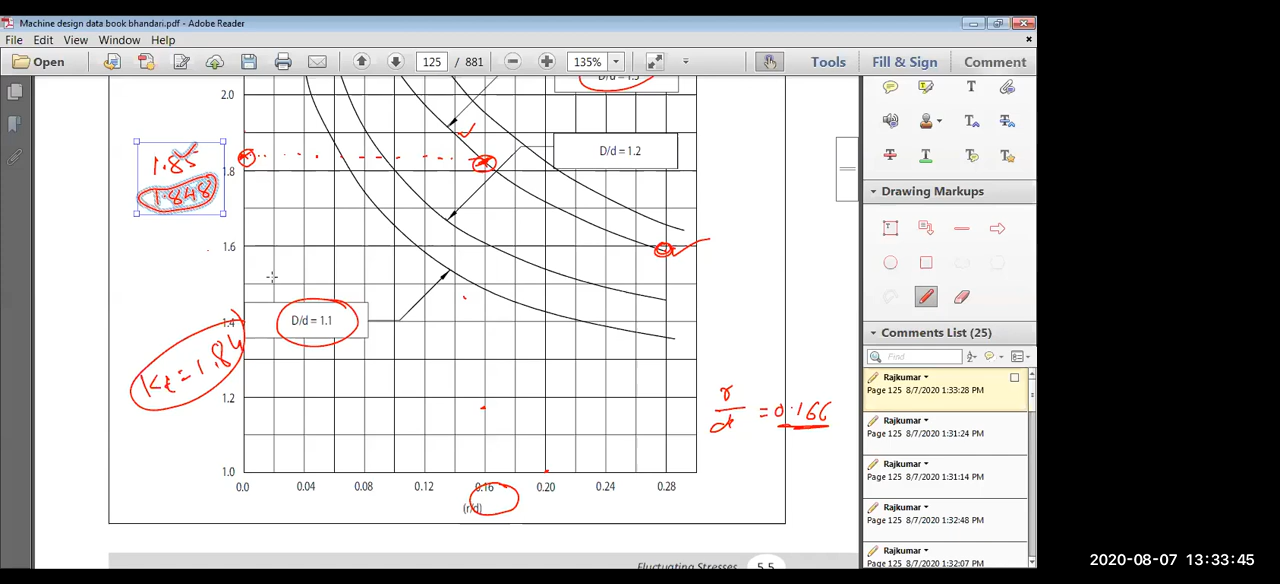 Machine design data book bhandari.pdf - Adobe Reader
File Edit View Window Help
Open 125 / 881 135% Tools Fill & Sign Comment
2.0
D/d = 1.2
1.85
1.8
1.848
1.6
Drawing Markups
D/d = 1.1
1.4
Kt = 1.84
Comments List (25)
Find
Rajkumar
Page 125 8/7/2020 1:33:28 PM
1.2
r/d = 0.166
Rajkumar
Page 125 8/7/2020 1:31:24 PM
Rajkumar
Page 125 8/7/2020 1:31:14 PM
1.0
0.0 0.04 0.08 0.12 0.16 0.20 0.24 0.28
(r/d)
Rajkumar
Page 125 8/7/2020 1:32:48 PM
Rajkumar
Page 125 8/7/2020 1:32:07 PM
Fluctuating Stresses 5.5
2020-08-07 13:33:45